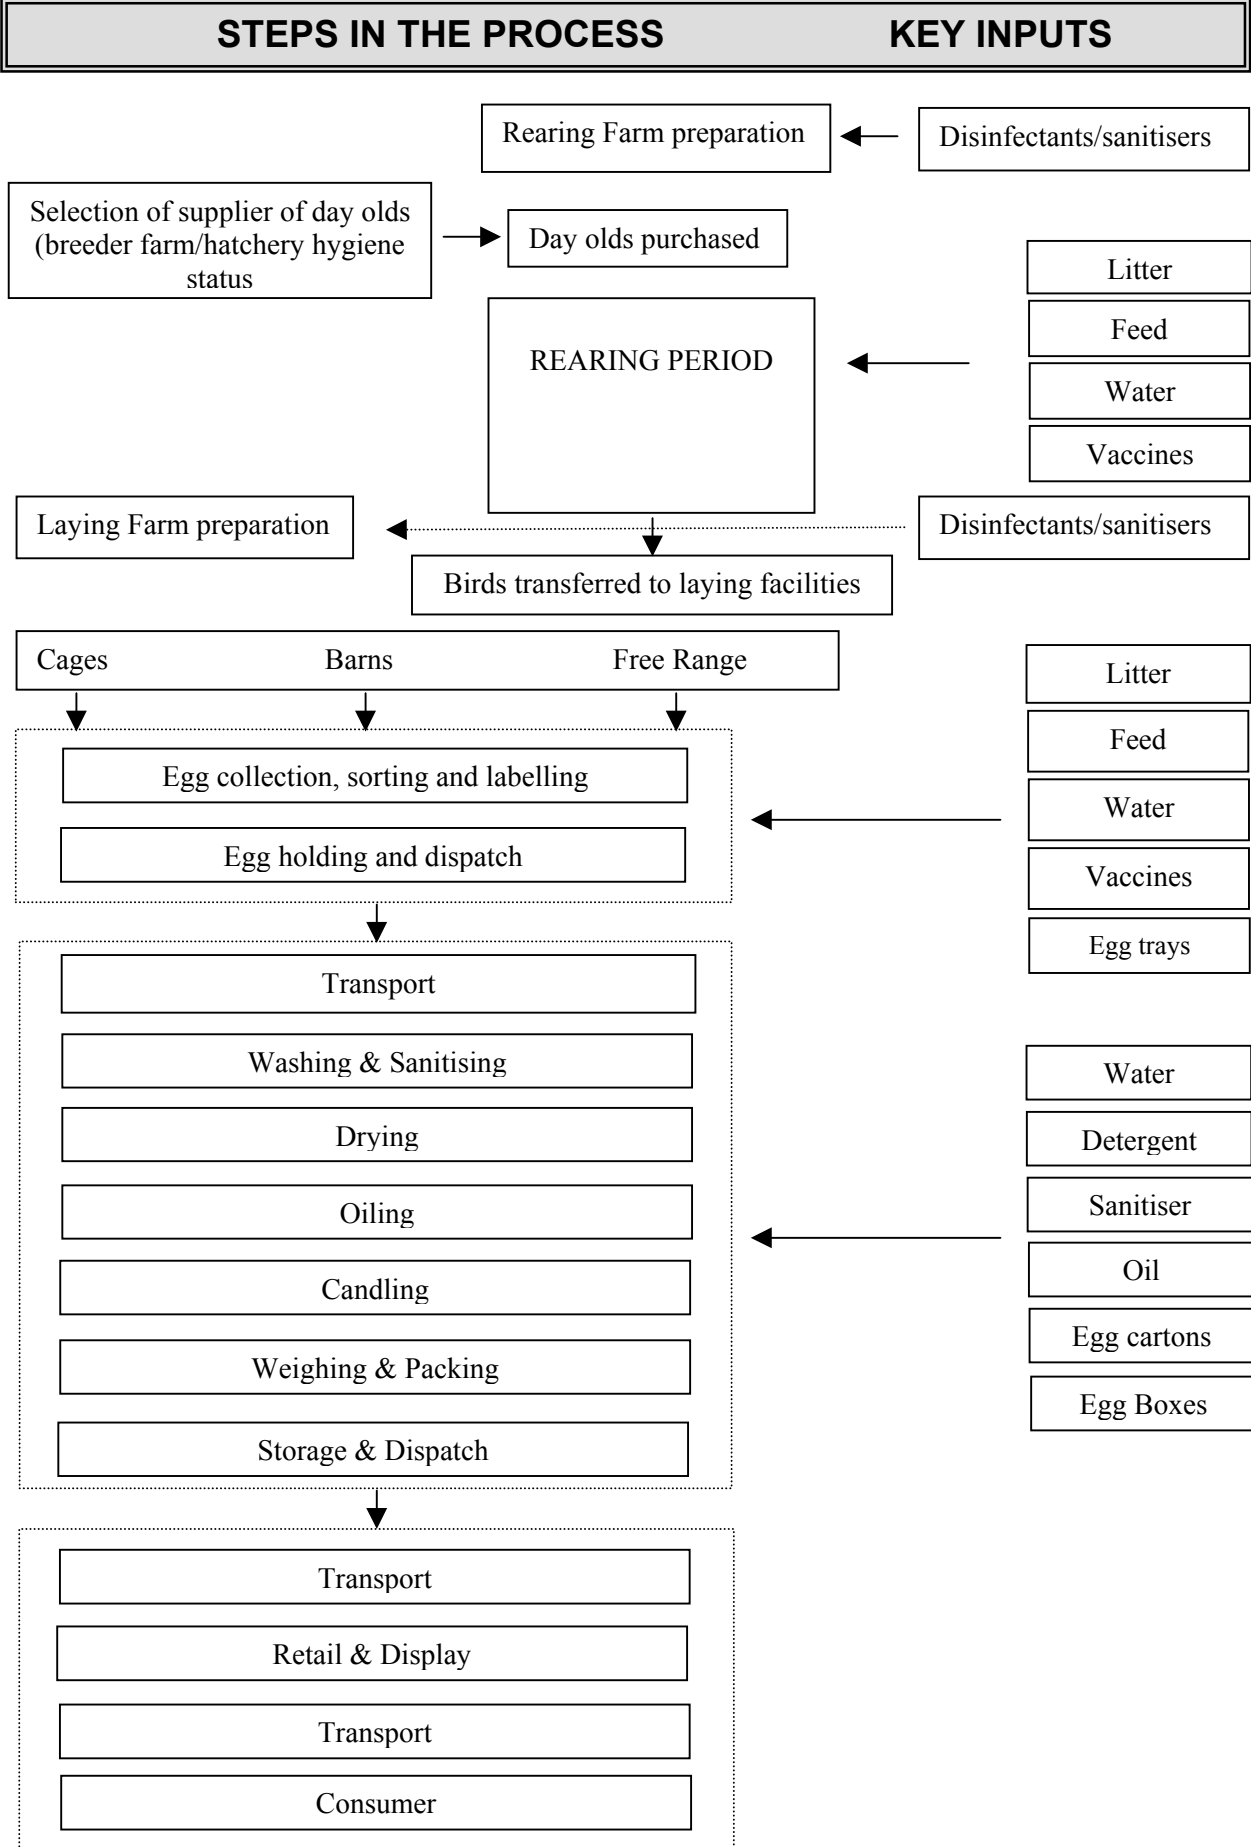 STEPS IN THE PROCESS KEY INPUTS
Rearing Farm preparation
Disinfectants/sanitisers
Selection of supplier of day olds
(breeder farm/hatchery hygiene
status
Day olds purchased
Litter
Feed
Water
Vaccines
REARING PERIOD
Laying Farm preparation
Disinfectants/sanitisers
Birds transferred to laying facilities
Cages Barns Free Range
Egg collection, sorting and labelling
Egg holding and dispatch
Litter
Feed
Water
Vaccines
Egg trays
Transport
Washing & Sanitising
Drying
Oiling
Candling
Weighing & Packing
Storage & Dispatch
Water
Detergent
Sanitiser
Oil
Egg cartons
Egg Boxes
Transport
Retail & Display
Transport
Consumer